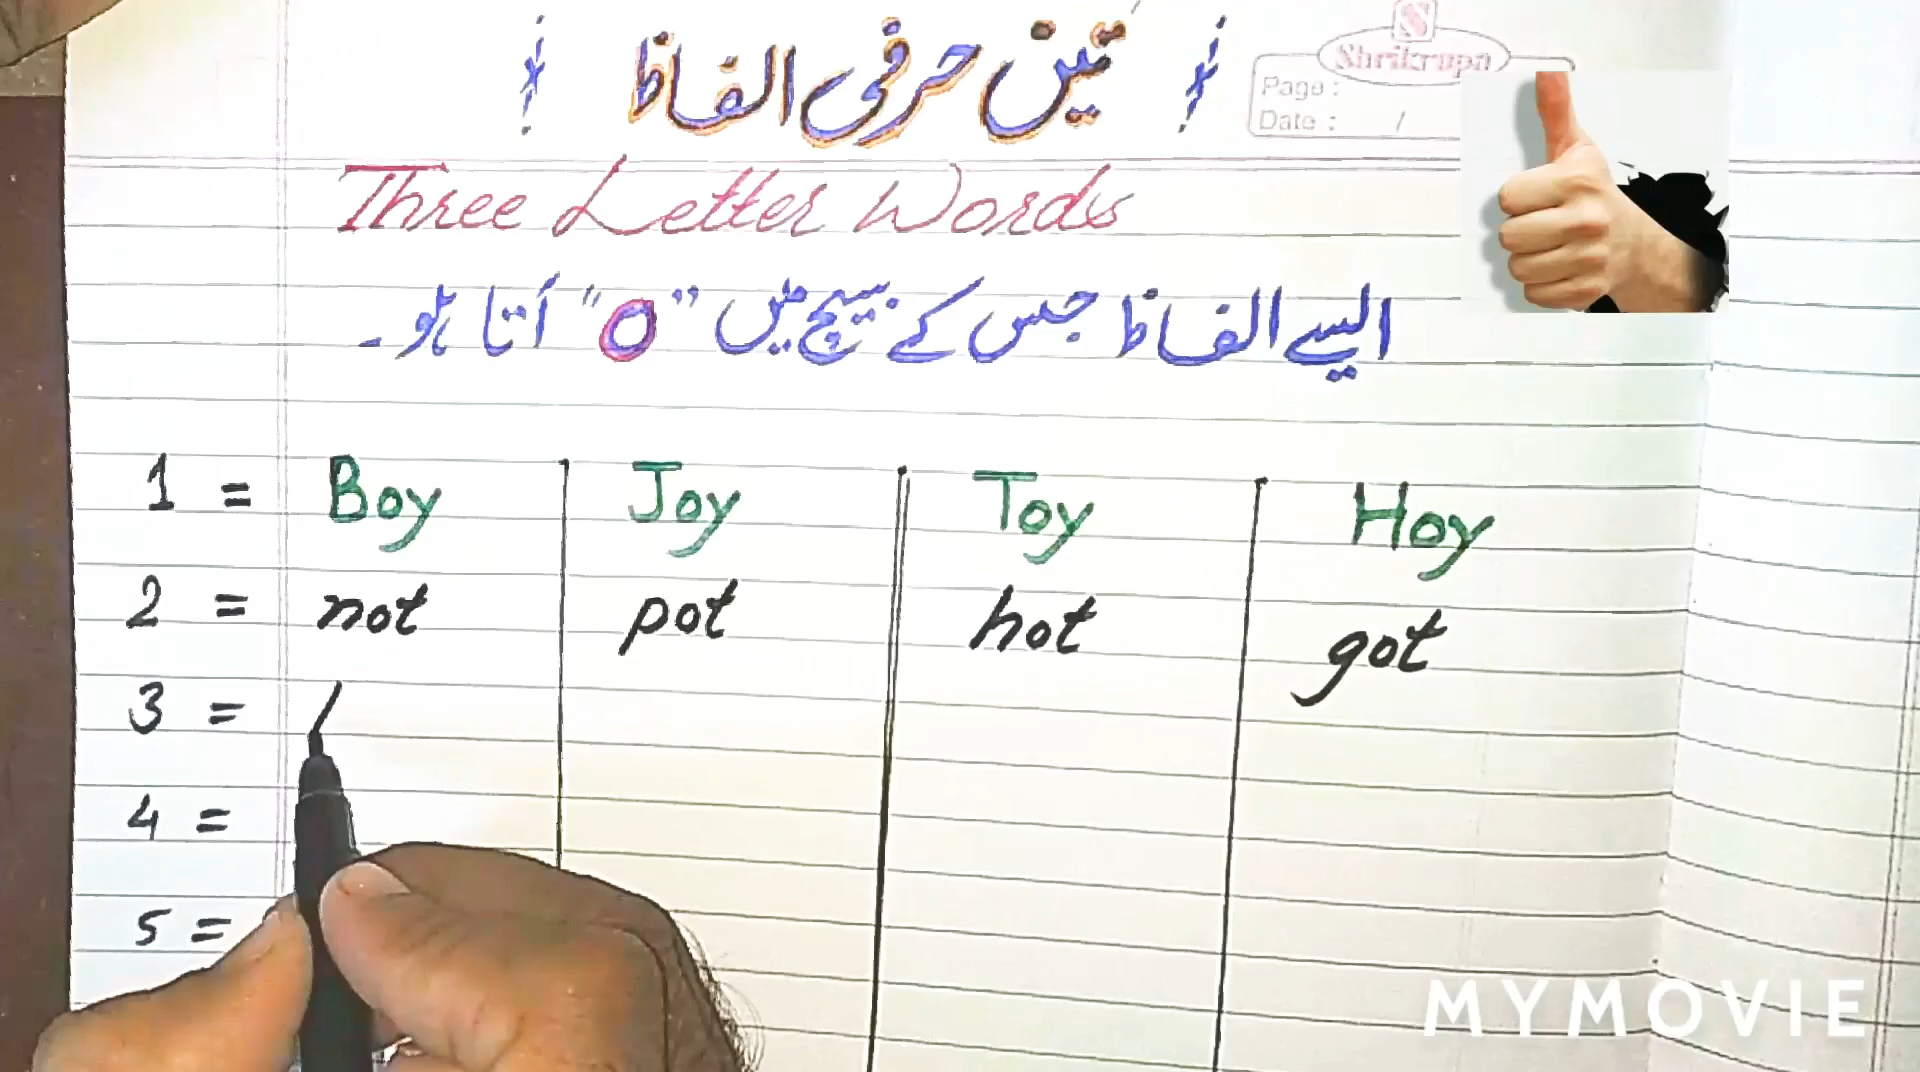 تین حرفی الفاظ
Shrikrupa
Page :
Date : /
Three Letter Words
ایسے الفاظ جس کے بیچ میں "o" آتا ہو۔
1 = Boy Joy Toy Hoy
2 = not pot hot got
3 =
4 =
5 =
MYMOVIE